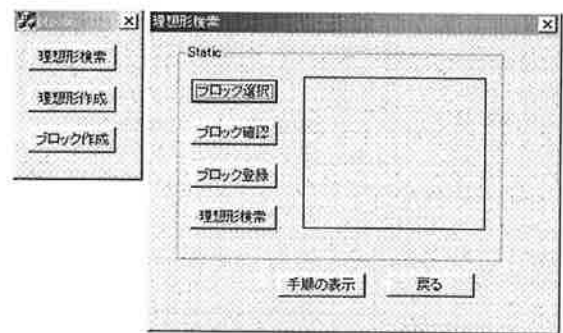 理想形検索
理想形作成
ブロック作成
理想形検索
Static
ブロック選択
ブロック確認
ブロック登録
理想形検索
手順の表示
戻る